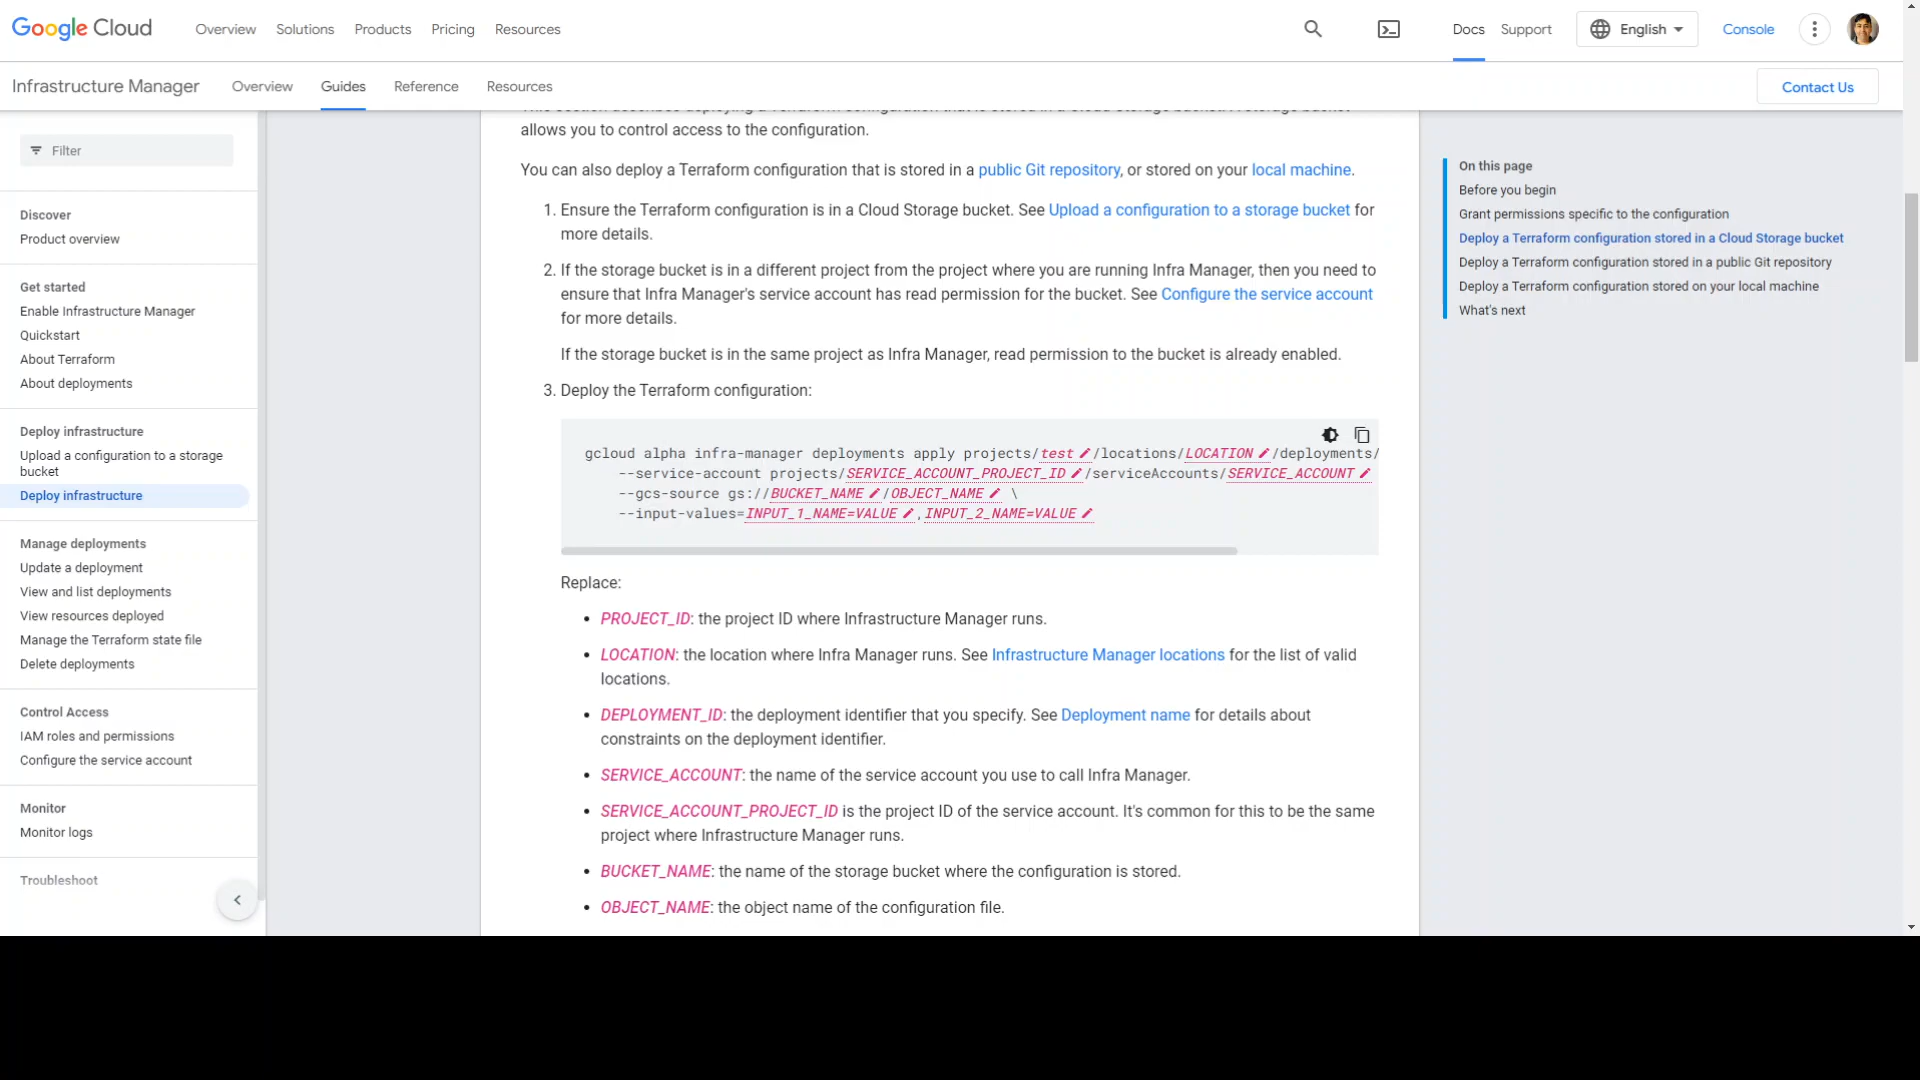 Google Cloud
Overview
Solutions
Products
Pricing
Resources
Docs
Support
English
Console
Infrastructure Manager
Overview
Guides
Reference
Resources
Contact Us
Filter
Discover
Product overview
Get started
Enable Infrastructure Manager
Quickstart
About Terraform
About deployments
Deploy infrastructure
Upload a configuration to a storage
bucket
Deploy infrastructure
Manage deployments
Update a deployment
View and list deployments
View resources deployed
Manage the Terraform state file
Delete deployments
Control Access
IAM roles and permissions
Configure the service account
Monitor
Monitor logs
Troubleshoot
This section describes deploying a Terraform configuration that is stored in a Cloud Storage bucket. A storage bucket
allows you to control access to the configuration.
You can also deploy a Terraform configuration that is stored in a public Git repository, or stored on your local machine.
1. Ensure the Terraform configuration is in a Cloud Storage bucket. See Upload a configuration to a storage bucket for
more details.
2. If the storage bucket is in a different project from the project where you are running Infra Manager, then you need to
ensure that Infra Manager's service account has read permission for the bucket. See Configure the service account
for more details.
If the storage bucket is in the same project as Infra Manager, read permission to the bucket is already enabled.
3. Deploy the Terraform configuration:
gcloud alpha infra-manager deployments apply projects/test/locations/LOCATION/deployments/
--service-account projects/SERVICE_ACCOUNT_PROJECT_ID/serviceAccounts/SERVICE_ACCOUNT
--gcs-source gs://BUCKET_NAME/OBJECT_NAME \
--input-values=INPUT_1_NAME=VALUE,INPUT_2_NAME=VALUE
Replace:
• PROJECT_ID: the project ID where Infrastructure Manager runs.
• LOCATION: the location where Infra Manager runs. See Infrastructure Manager locations for the list of valid
locations.
• DEPLOYMENT_ID: the deployment identifier that you specify. See Deployment name for details about
constraints on the deployment identifier.
• SERVICE_ACCOUNT: the name of the service account you use to call Infra Manager.
• SERVICE_ACCOUNT_PROJECT_ID is the project ID of the service account. It's common for this to be the same
project where Infrastructure Manager runs.
• BUCKET_NAME: the name of the storage bucket where the configuration is stored.
• OBJECT_NAME: the object name of the configuration file.
On this page
Before you begin
Grant permissions specific to the configuration
Deploy a Terraform configuration stored in a Cloud Storage bucket
Deploy a Terraform configuration stored in a public Git repository
Deploy a Terraform configuration stored on your local machine
What's next